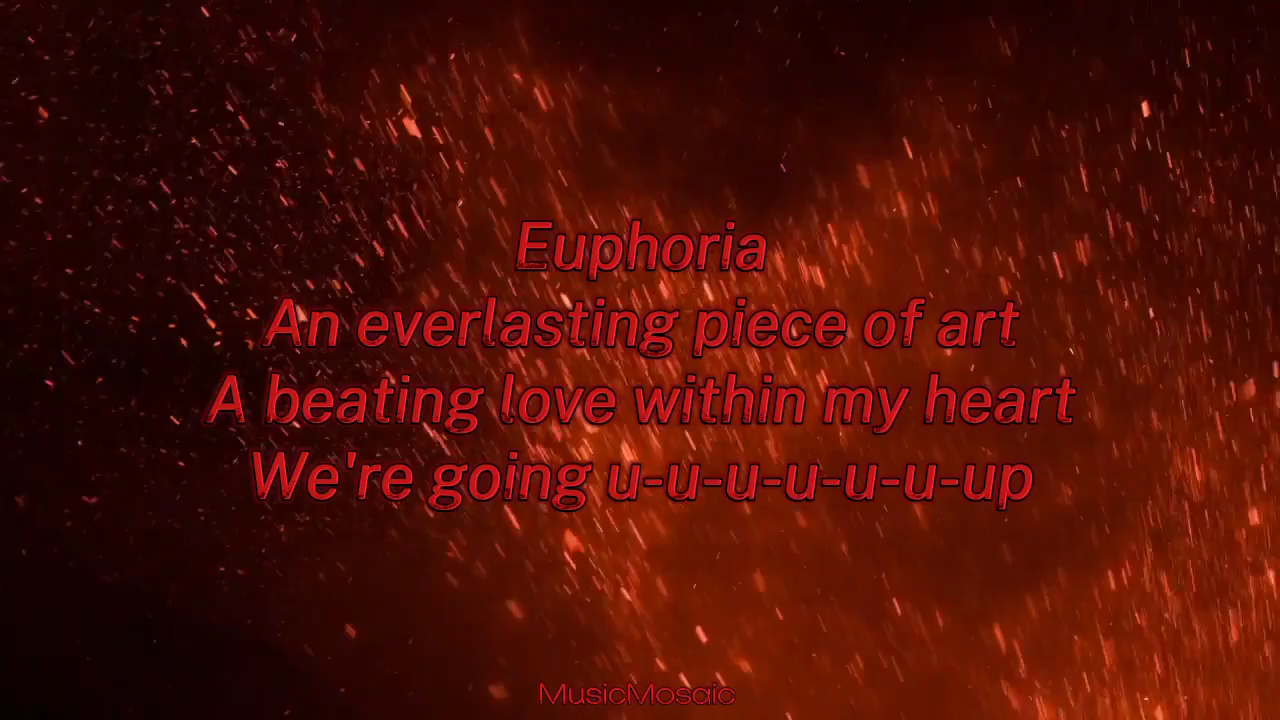 Euphoria
An everlasting piece of art
A beating love within my heart
We're going u-u-u-u-u-u-up
MusicMosaic